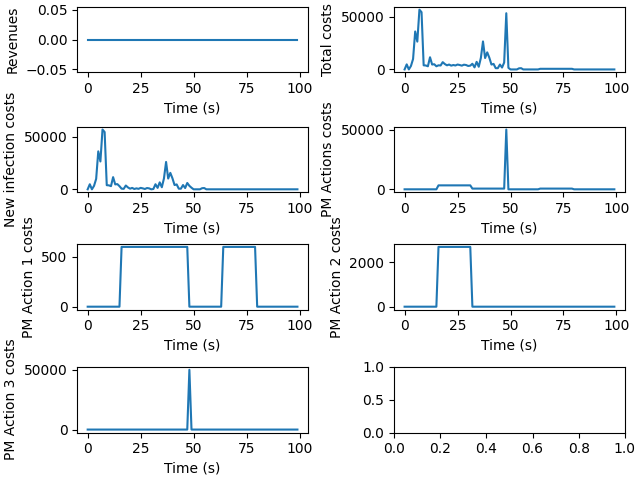 Revenues
0.05
0.00
−0.05
0 25 50 75 100
Time (s)
Total costs
50000
0
0 25 50 75 100
Time (s)
New infection costs
50000
0
0 25 50 75 100
Time (s)
PM Actions costs
50000
0
0 25 50 75 100
Time (s)
PM Action 1 costs
500
0
0 25 50 75 100
Time (s)
PM Action 2 costs
2000
0
0 25 50 75 100
Time (s)
PM Action 3 costs
50000
0
0 25 50 75 100
Time (s)
1.0
0.5
0.0
0.0 0.2 0.4 0.6 0.8 1.0